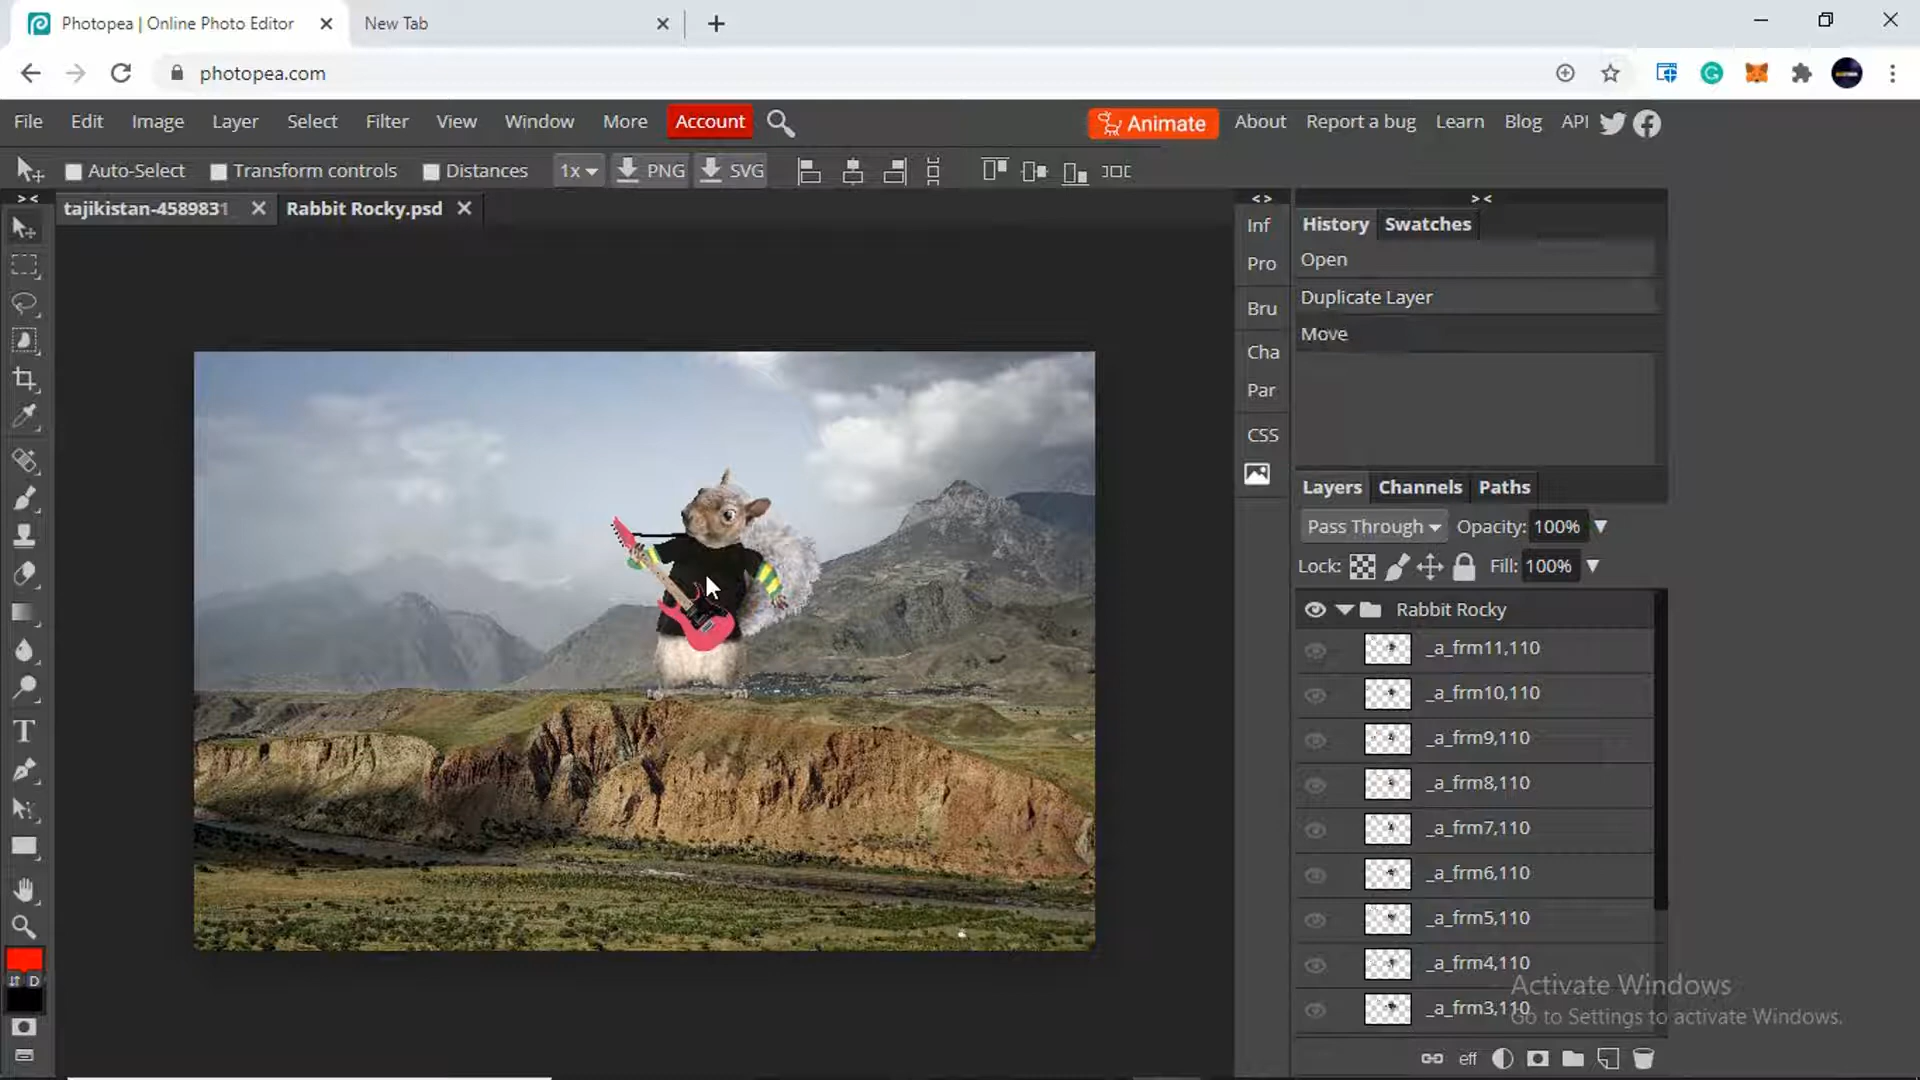 Photopea | Online Photo Editor
New Tab
photopea.com
File Edit Image Layer Select Filter View Window More Account
Animate About Report a bug Learn Blog API
Auto-Select Transform controls Distances 1x PNG SVG
tajikistan-4589831 Rabbit Rocky.psd
Inf
Pro
Bru
Cha
Par
CSS
History Swatches
Open
Duplicate Layer
Move
Layers Channels Paths
Pass Through Opacity: 100%
Lock: Fill: 100%
Rabbit Rocky
_a_frm11,110
_a_frm10,110
_a_frm9,110
_a_frm8,110
_a_frm7,110
_a_frm6,110
_a_frm5,110
_a_frm4,110
_a_frm3,110
eff
D
Activate Windows
Go to Settings to activate Windows.